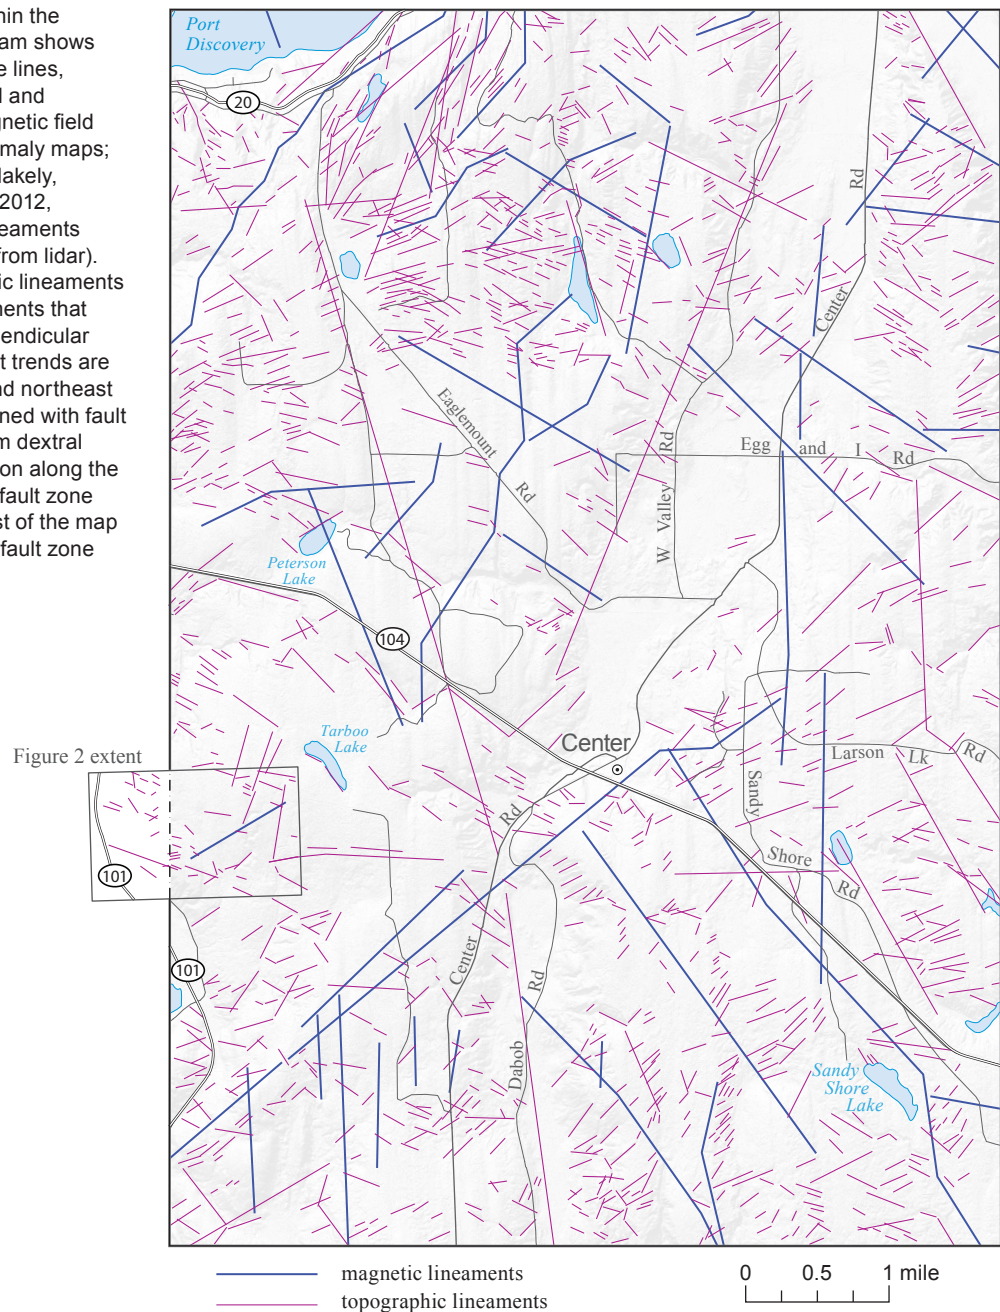 hin the
am shows
e lines,
l and
gnetic field
maly maps;
lakely,
2012,
eaments
from lidar).
ic lineaments
nents that
endicular
t trends are
nd northeast
ned with fault
m dextral
on along the
fault zone
st of the map
fault zone
Port
Discovery
20
Rd
Center
Eaglemount
Rd
W Valley Rd
Egg and I Rd
Peterson
Lake
104
Tarboo
Lake
Center
Figure 2 extent
Larson Lk Rd
Sandy
Shore
Rd
Rd
101
Center
Rd
Dabob
101
Sandy
Shore
Lake
magnetic lineaments
topographic lineaments
0 0.5 1 mile